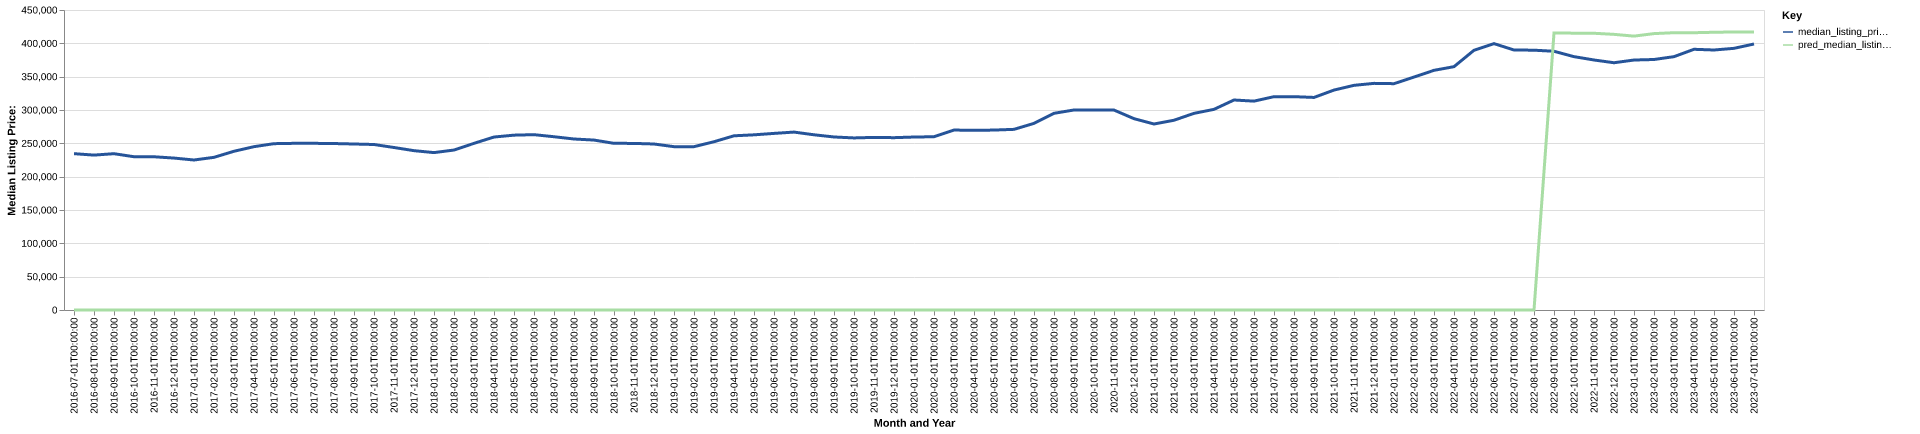 450,000
400,000
350,000
300,000
250,000
200,000
150,000
100,000
50,000
0
Median Listing Price:
2016-07-01T00:00:00
2016-08-01T00:00:00
2016-09-01T00:00:00
2016-10-01T00:00:00
2016-11-01T00:00:00
2016-12-01T00:00:00
2017-01-01T00:00:00
2017-02-01T00:00:00
2017-03-01T00:00:00
2017-04-01T00:00:00
2017-05-01T00:00:00
2017-06-01T00:00:00
2017-07-01T00:00:00
2017-08-01T00:00:00
2017-09-01T00:00:00
2017-10-01T00:00:00
2017-11-01T00:00:00
2017-12-01T00:00:00
2018-01-01T00:00:00
2018-02-01T00:00:00
2018-03-01T00:00:00
2018-04-01T00:00:00
2018-05-01T00:00:00
2018-06-01T00:00:00
2018-07-01T00:00:00
2018-08-01T00:00:00
2018-09-01T00:00:00
2018-10-01T00:00:00
2018-11-01T00:00:00
2018-12-01T00:00:00
2019-01-01T00:00:00
2019-02-01T00:00:00
2019-03-01T00:00:00
2019-04-01T00:00:00
2019-05-01T00:00:00
2019-06-01T00:00:00
2019-07-01T00:00:00
2019-08-01T00:00:00
2019-09-01T00:00:00
2019-10-01T00:00:00
2019-11-01T00:00:00
2019-12-01T00:00:00
2020-01-01T00:00:00
2020-02-01T00:00:00
2020-03-01T00:00:00
2020-04-01T00:00:00
2020-05-01T00:00:00
2020-06-01T00:00:00
2020-07-01T00:00:00
2020-08-01T00:00:00
2020-09-01T00:00:00
2020-10-01T00:00:00
2020-11-01T00:00:00
2020-12-01T00:00:00
2021-01-01T00:00:00
2021-02-01T00:00:00
2021-03-01T00:00:00
2021-04-01T00:00:00
2021-05-01T00:00:00
2021-06-01T00:00:00
2021-07-01T00:00:00
2021-08-01T00:00:00
2021-09-01T00:00:00
2021-10-01T00:00:00
2021-11-01T00:00:00
2021-12-01T00:00:00
2022-01-01T00:00:00
2022-02-01T00:00:00
2022-03-01T00:00:00
2022-04-01T00:00:00
2022-05-01T00:00:00
2022-06-01T00:00:00
2022-07-01T00:00:00
2022-08-01T00:00:00
2022-09-01T00:00:00
2022-10-01T00:00:00
2022-11-01T00:00:00
2022-12-01T00:00:00
2023-01-01T00:00:00
2023-02-01T00:00:00
2023-03-01T00:00:00
2023-04-01T00:00:00
2023-05-01T00:00:00
2023-06-01T00:00:00
2023-07-01T00:00:00
Month and Year
Key
median_listing_pri…
pred_median_listin…